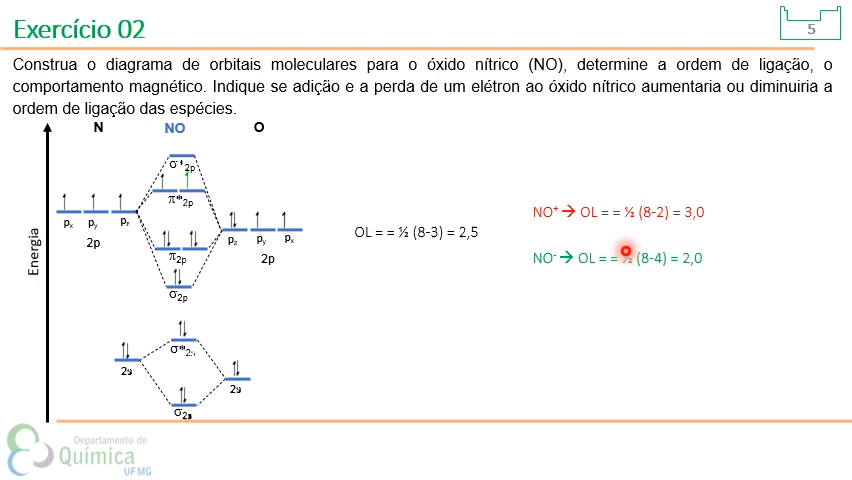 Exercício 02
5
Construa o diagrama de orbitais moleculares para o óxido nítrico (NO), determine a ordem de ligação, o
comportamento magnético. Indique se adição e a perda de um elétron ao óxido nítrico aumentaria ou diminuiria a
ordem de ligação das espécies.
N NO O
σ*2p
π*2p
px py pz
2p
pz py px
2p
π2p
σ2p
σ*2s
2s
2s
σ2s
Energia
OL = = ½ (8-3) = 2,5
NO⁺ → OL = = ½ (8-2) = 3,0
NO⁻ → OL = = ½ (8-4) = 2,0
Departamento de
Química
UFMG